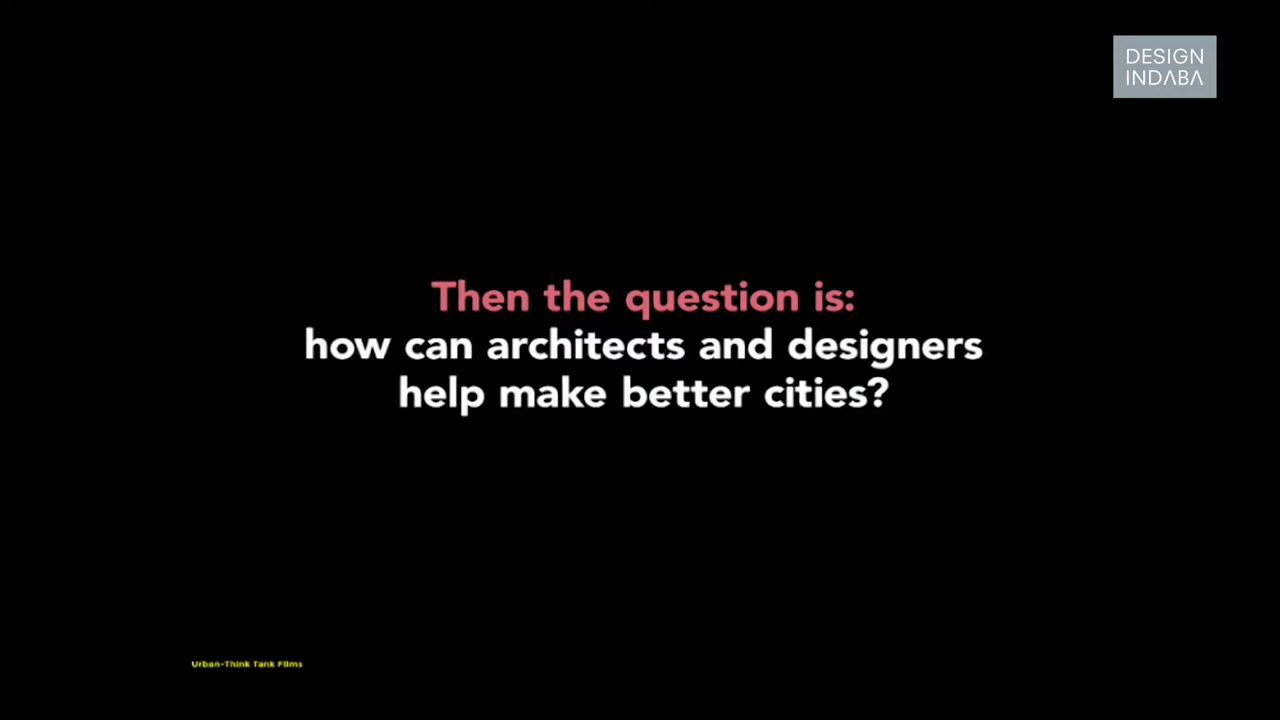 DESIGN
INDABA
Then the question is:
how can architects and designers
help make better cities?
Urban-Think Tank Films